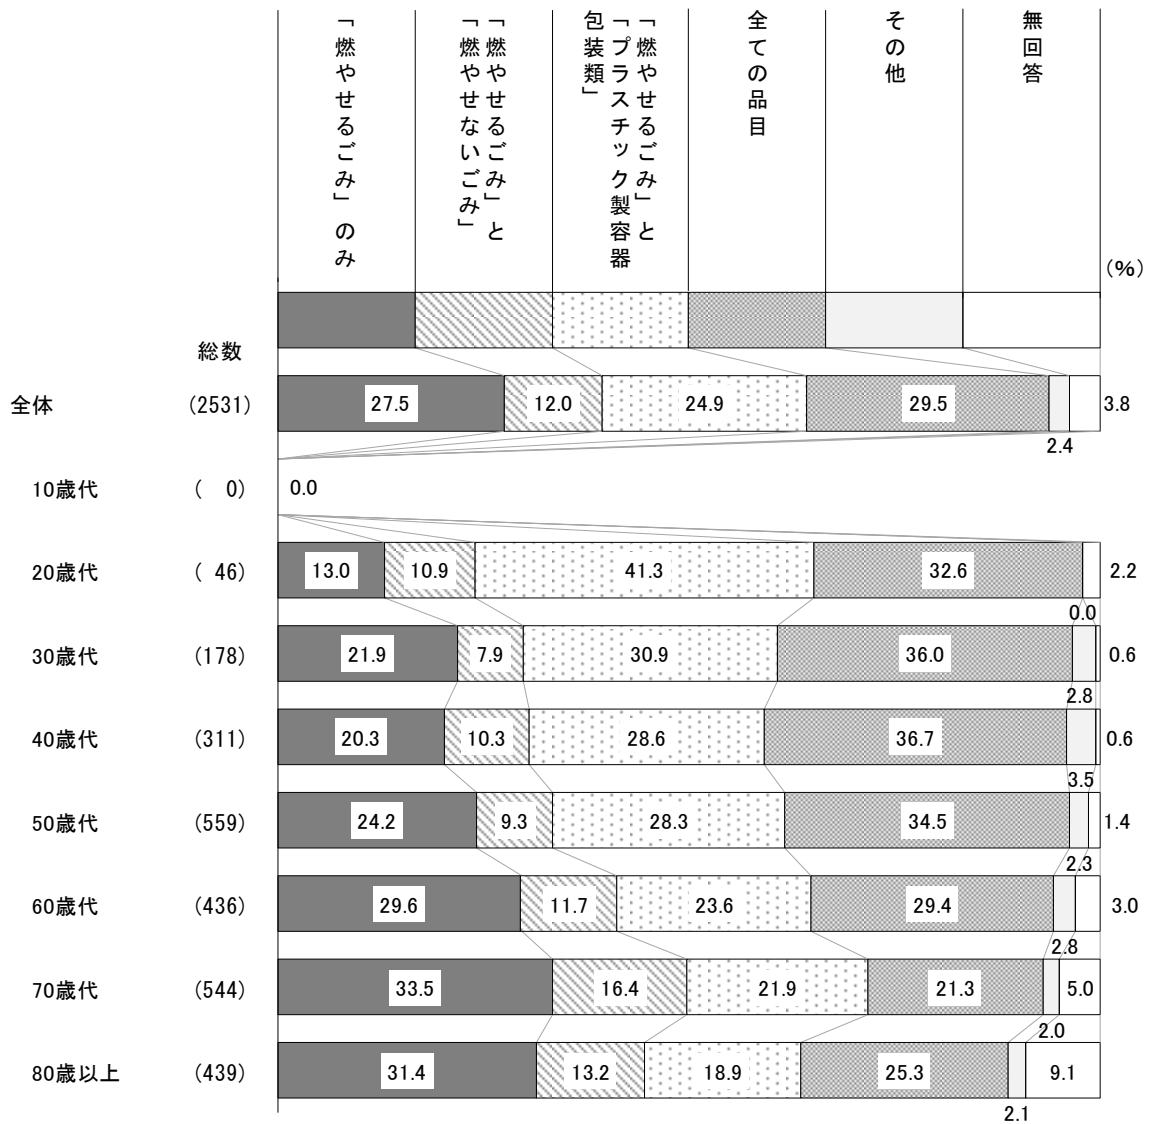 「燃やせるごみ」のみ
「燃やせるごみ」と
「燃やせないごみ」
「燃やせるごみ」と
「プラスチック製容器
包装類」
全ての品目
その他
無回答
(%)
総数
全体 (2531) 27.5 12.0 24.9 29.5 3.8
2.4
10歳代 ( 0) 0.0
20歳代 ( 46) 13.0 10.9 41.3 32.6 2.2
0.0
30歳代 (178) 21.9 7.9 30.9 36.0 0.6
2.8
40歳代 (311) 20.3 10.3 28.6 36.7 0.6
3.5
50歳代 (559) 24.2 9.3 28.3 34.5 1.4
2.3
60歳代 (436) 29.6 11.7 23.6 29.4 3.0
2.8
70歳代 (544) 33.5 16.4 21.9 21.3 5.0
2.0
80歳以上 (439) 31.4 13.2 18.9 25.3 9.1
2.1